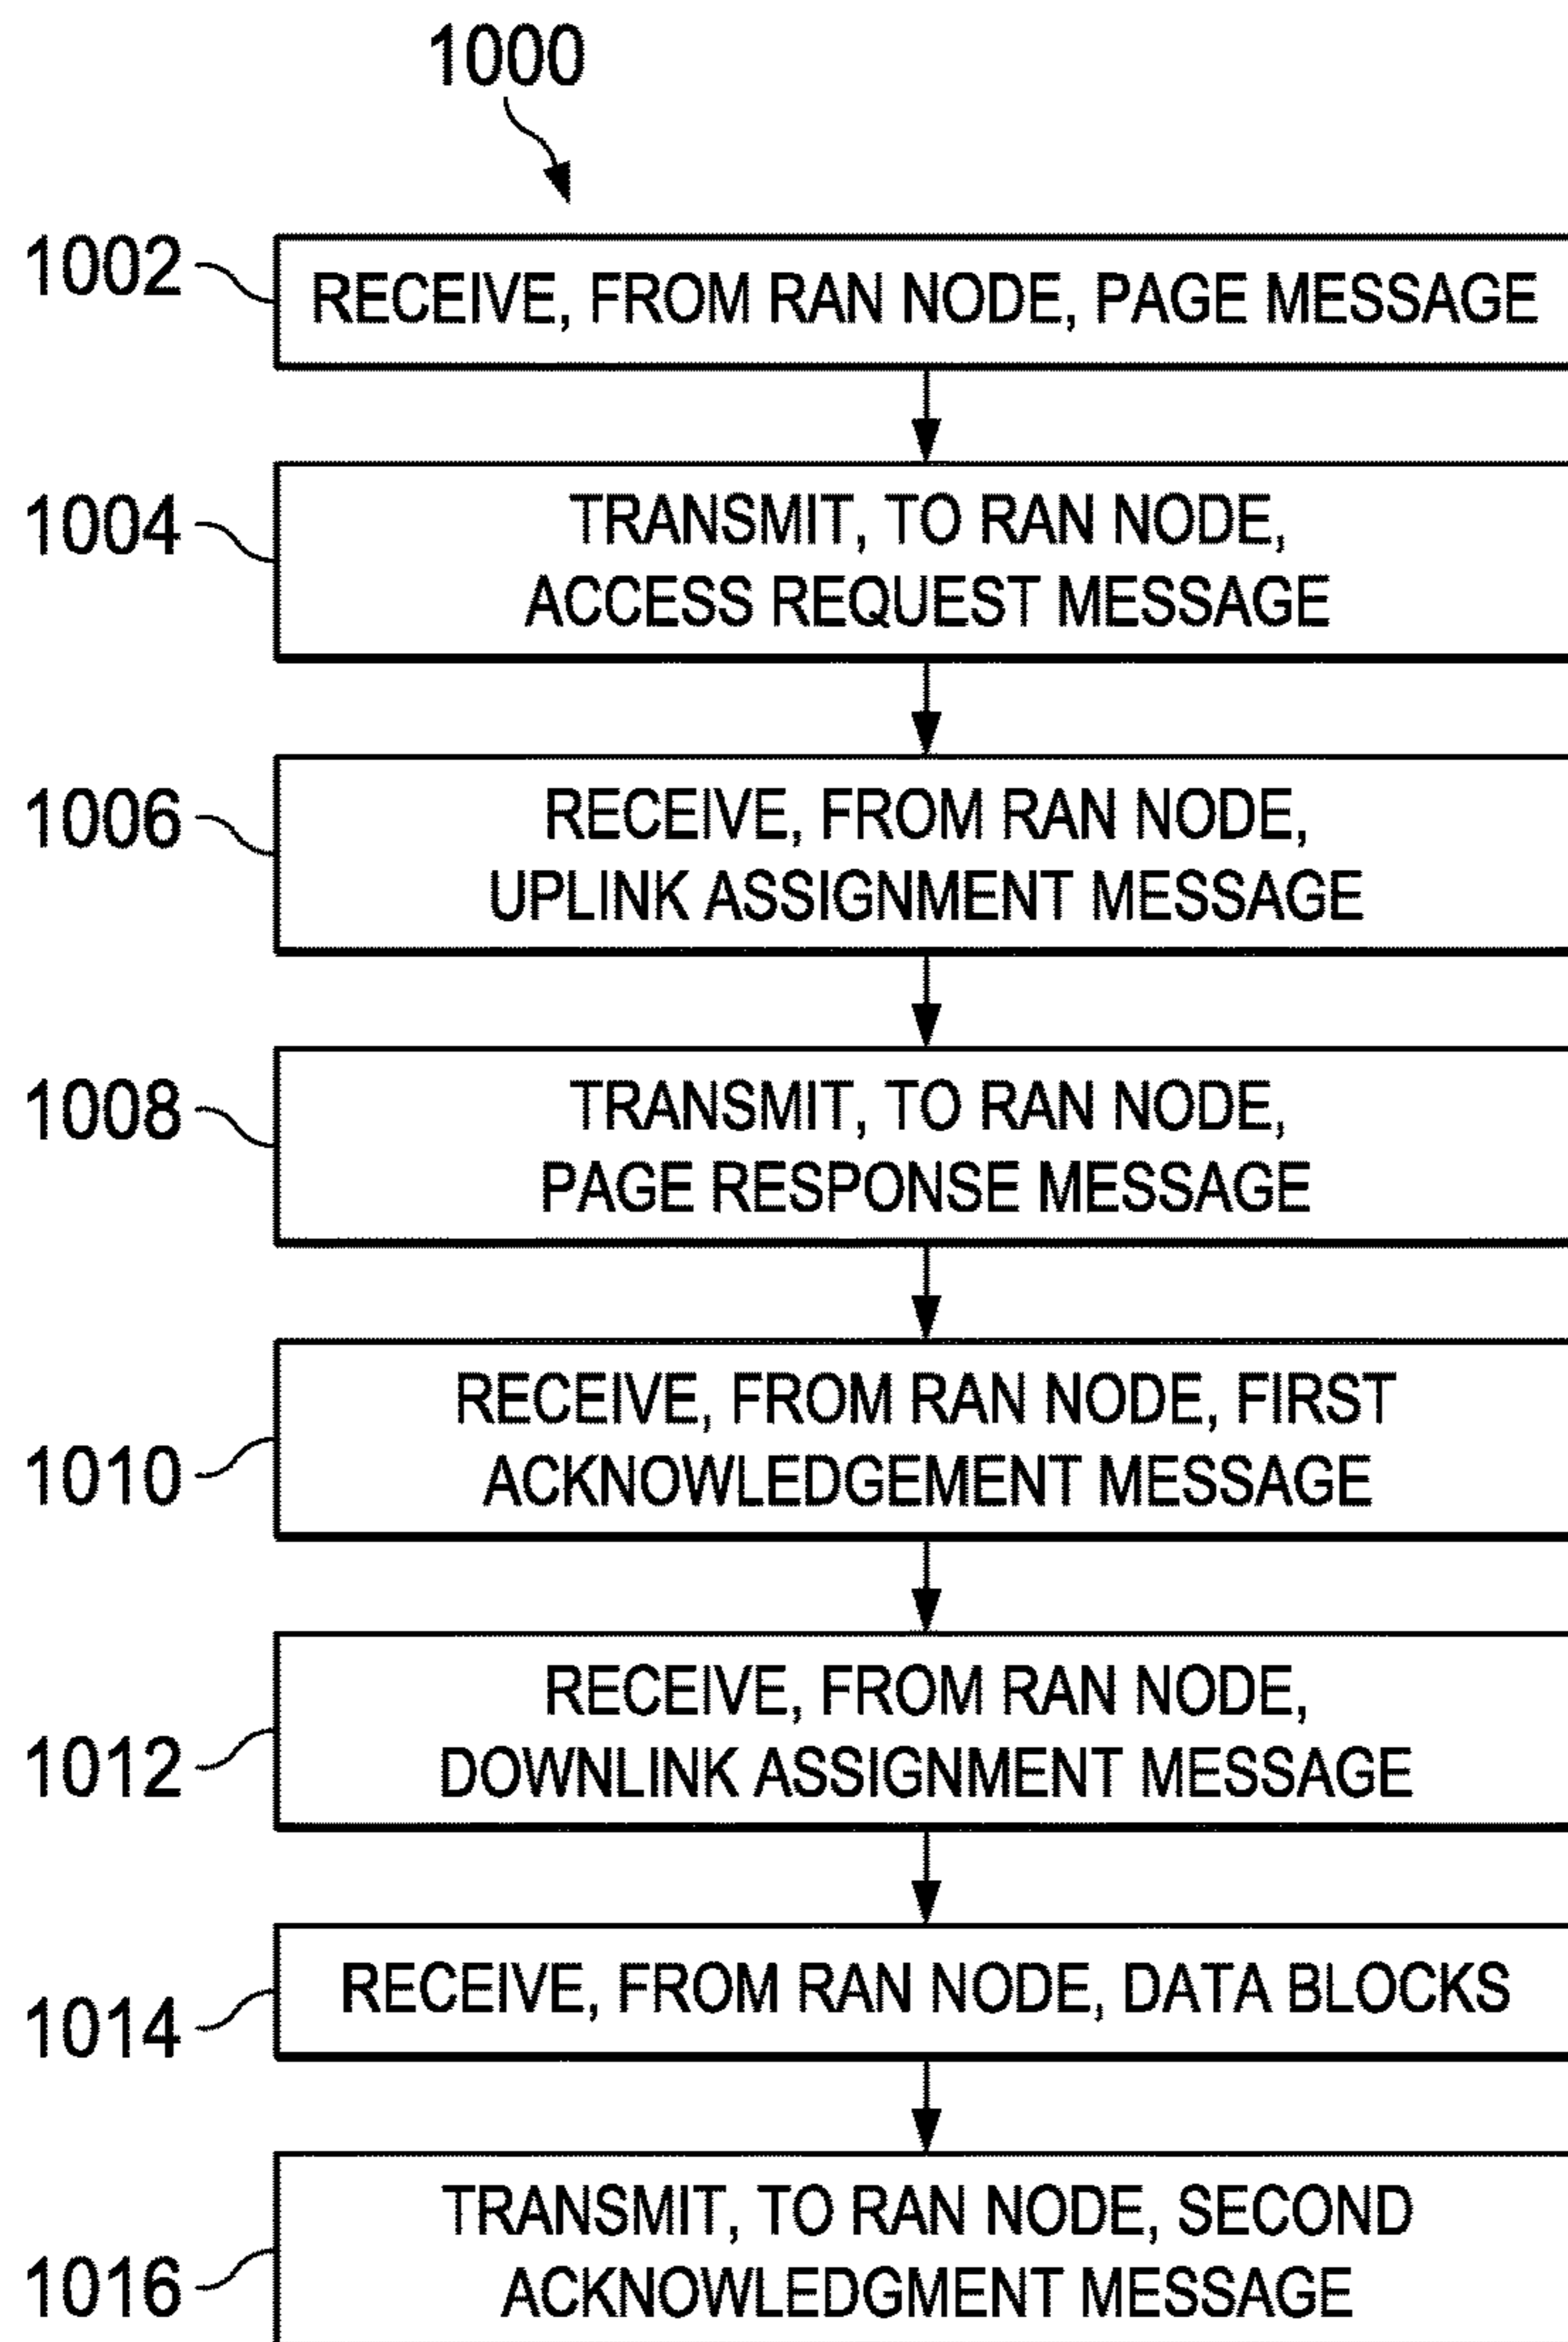 1000
1002
RECEIVE, FROM RAN NODE, PAGE MESSAGE
1004
TRANSMIT, TO RAN NODE,
ACCESS REQUEST MESSAGE
1006
RECEIVE, FROM RAN NODE,
UPLINK ASSIGNMENT MESSAGE
1008
TRANSMIT, TO RAN NODE,
PAGE RESPONSE MESSAGE
1010
RECEIVE, FROM RAN NODE, FIRST
ACKNOWLEDGEMENT MESSAGE
1012
RECEIVE, FROM RAN NODE,
DOWNLINK ASSIGNMENT MESSAGE
1014
RECEIVE, FROM RAN NODE, DATA BLOCKS
1016
TRANSMIT, TO RAN NODE, SECOND
ACKNOWLEDGMENT MESSAGE